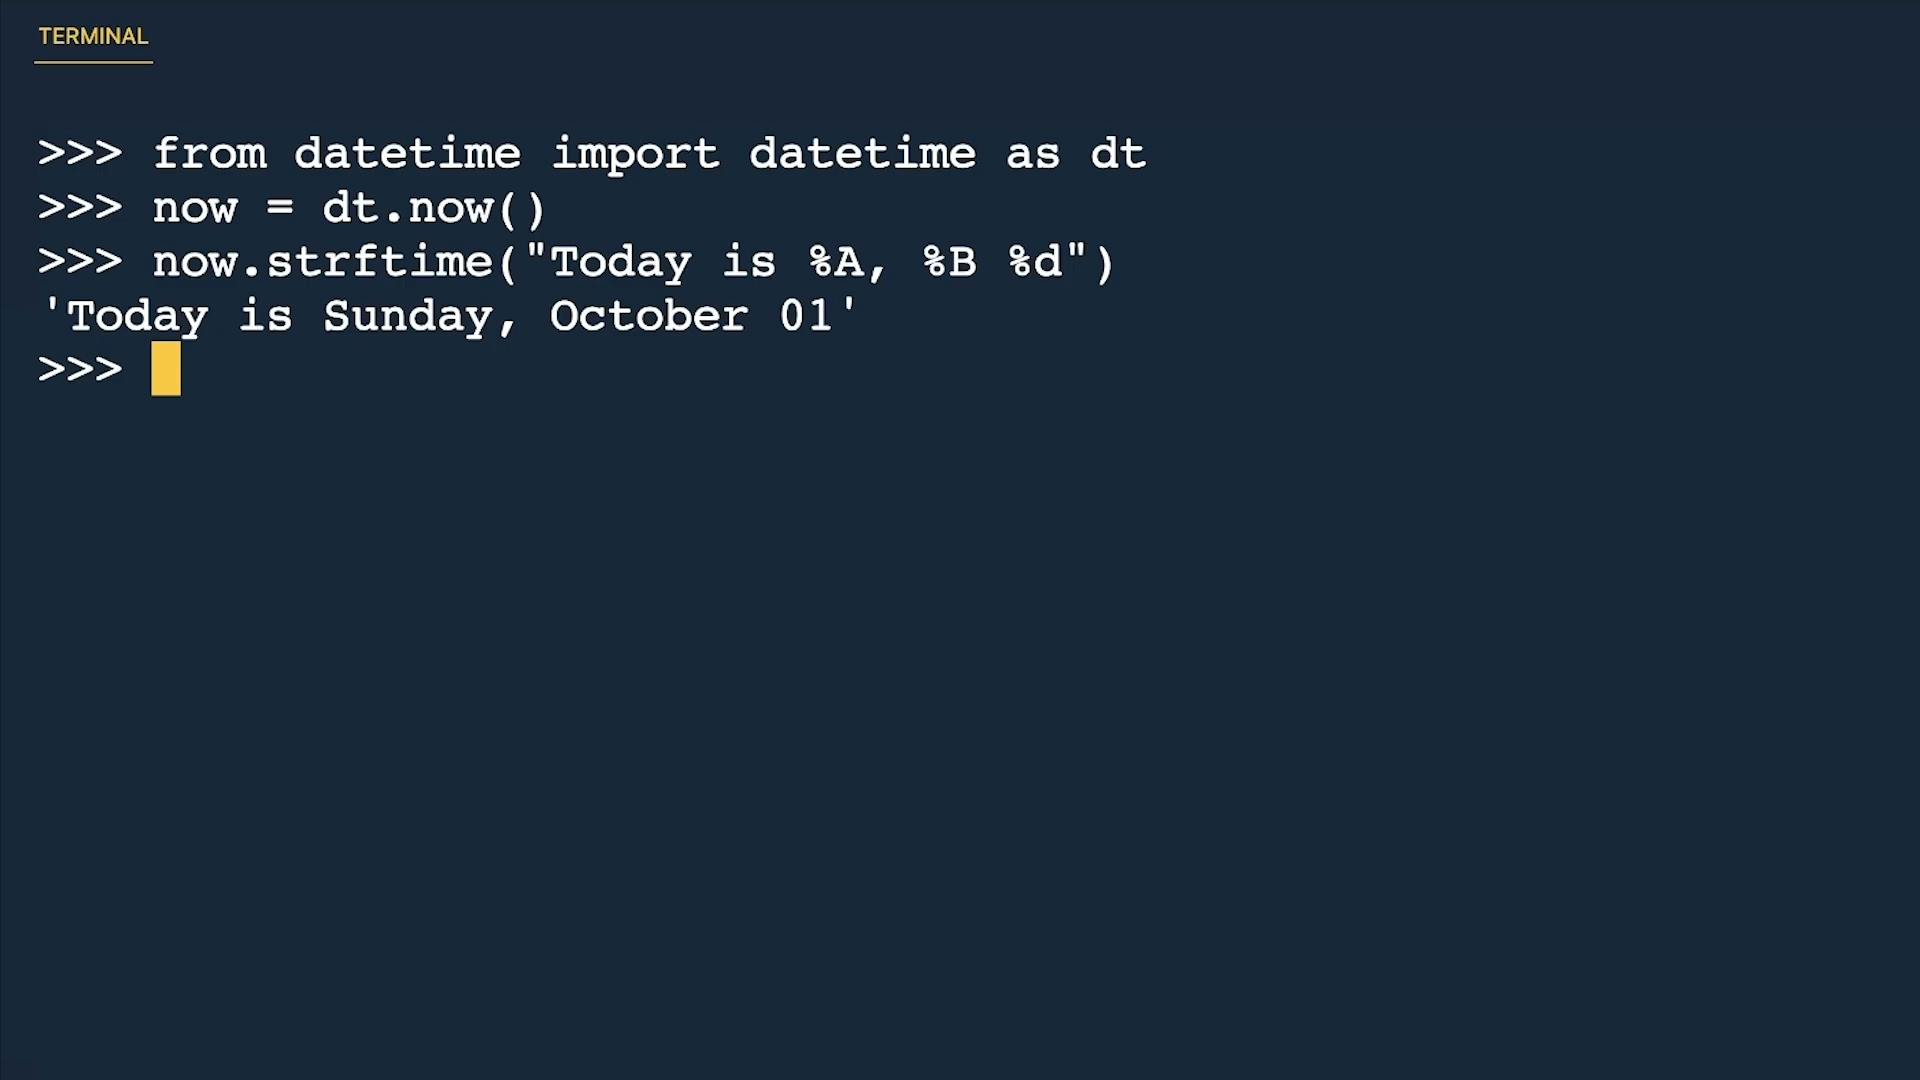 TERMINAL
>>> from datetime import datetime as dt
>>> now = dt.now()
>>> now.strftime("Today is %A, %B %d")
'Today is Sunday, October 01'
>>>